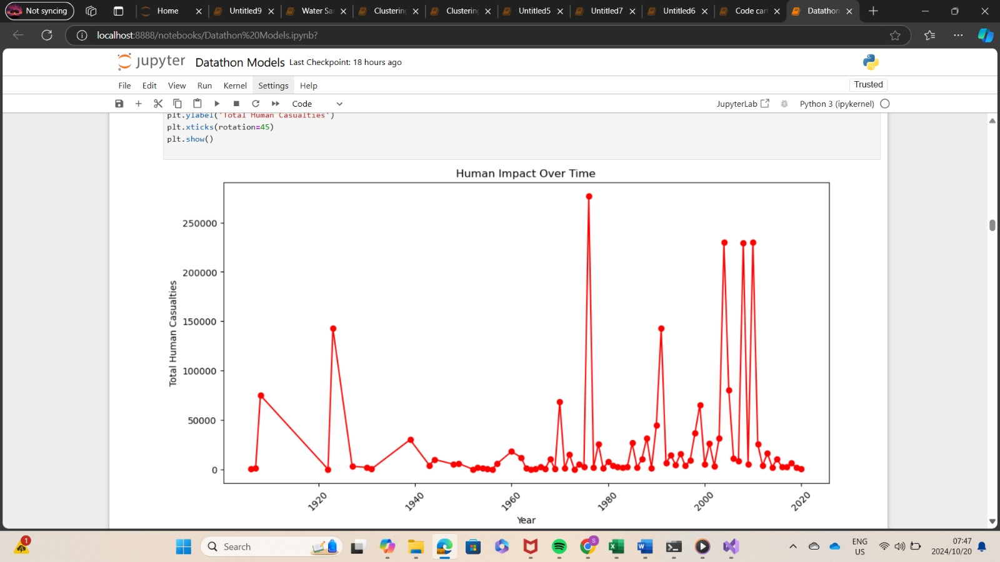 Not syncing
Home
Untitled9
Water Sa
Clustering
Clustering
Untitled5
Untitled7
Untitled6
Code cart
Datathon
localhost:8888/notebooks/Datathon%20Models.ipynb?
jupyter Datathon Models Last Checkpoint: 18 hours ago
File Edit View Run Kernel Settings Help
Trusted
Code
JupyterLab
Python 3 (ipykernel)
plt.ylabel('Total Human Casualties')
plt.xticks(rotation=45)
plt.show()
Human Impact Over Time
250000
200000
150000
100000
50000
0
Total Human Casualties
1920
1940
1960
1980
2000
2020
Year
1
Search
S
ENG
US
07:47
2024/10/20